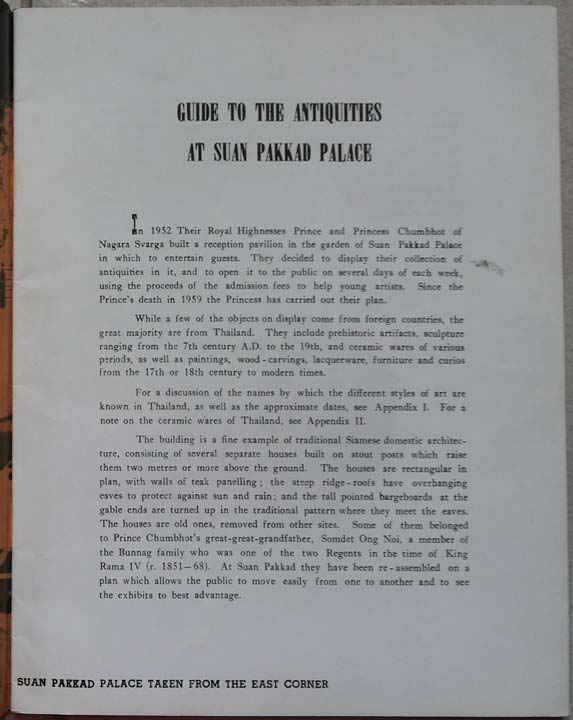 GUIDE TO THE ANTIQUITIES
AT SUAN PAKKAD PALACE
In 1952 Their Royal Highnesses Prince and Princess Chumbhot of
Nagara Svarga built a reception pavilion in the garden of Suan Pakkad Palace
in which to entertain guests. They decided to display their collection of
antiquities in it, and to open it to the public on several days of each week,
using the proceeds of the admission fees to help young artists. Since the
Prince's death in 1959 the Princess has carried out their plan.
While a few of the objects on display come from foreign countries, the
great majority are from Thailand. They include prehistoric artifacts, sculpture
ranging from the 7th century A.D. to the 19th, and ceramic wares of various
periods, as well as paintings, wood-carvings, lacquerware, furniture and curios
from the 17th or 18th century to modern times.
For a discussion of the names by which the different styles of art are
known in Thailand, as well as the approximate dates, see Appendix I. For a
note on the ceramic wares of Thailand, see Appendix II.
The building is a fine example of traditional Siamese domestic architec-
ture, consisting of several separate houses built on stout posts which raise
them two metres or more above the ground. The houses are rectangular in
plan, with walls of teak panelling; the steep ridge-roofs have overhanging
eaves to protect against sun and rain; and the tall pointed bargeboards at the
gable ends are turned up in the traditional pattern where they meet the eaves.
The houses are old ones, removed from other sites. Some of them belonged
to Prince Chumbhot's great-great-grandfather, Somdet Ong Noi, a member of
the Bunnag family who was one of the two Regents in the time of King
Rama IV (r. 1851–68). At Suan Pakkad they have been re-assembled on a
plan which allows the public to move easily from one to another and to see
the exhibits to best advantage.
SUAN PAKKAD PALACE TAKEN FROM THE EAST CORNER